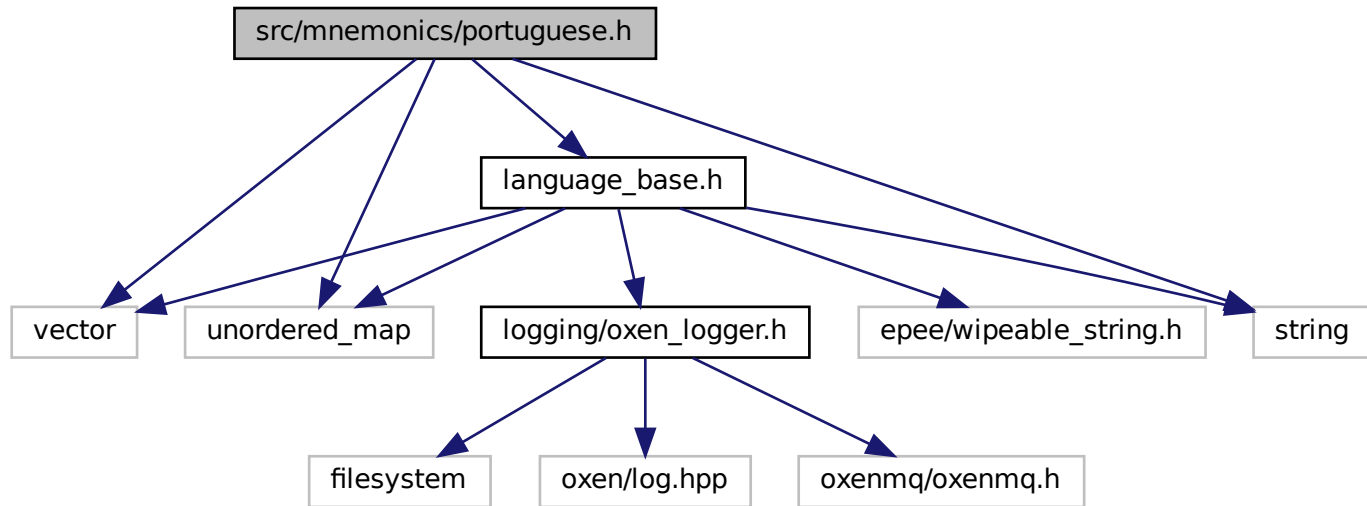 src/mnemonics/portuguese.h
language_base.h
vector
unordered_map
logging/oxen_logger.h
epee/wipeable_string.h
string
filesystem
oxen/log.hpp
oxenmq/oxenmq.h